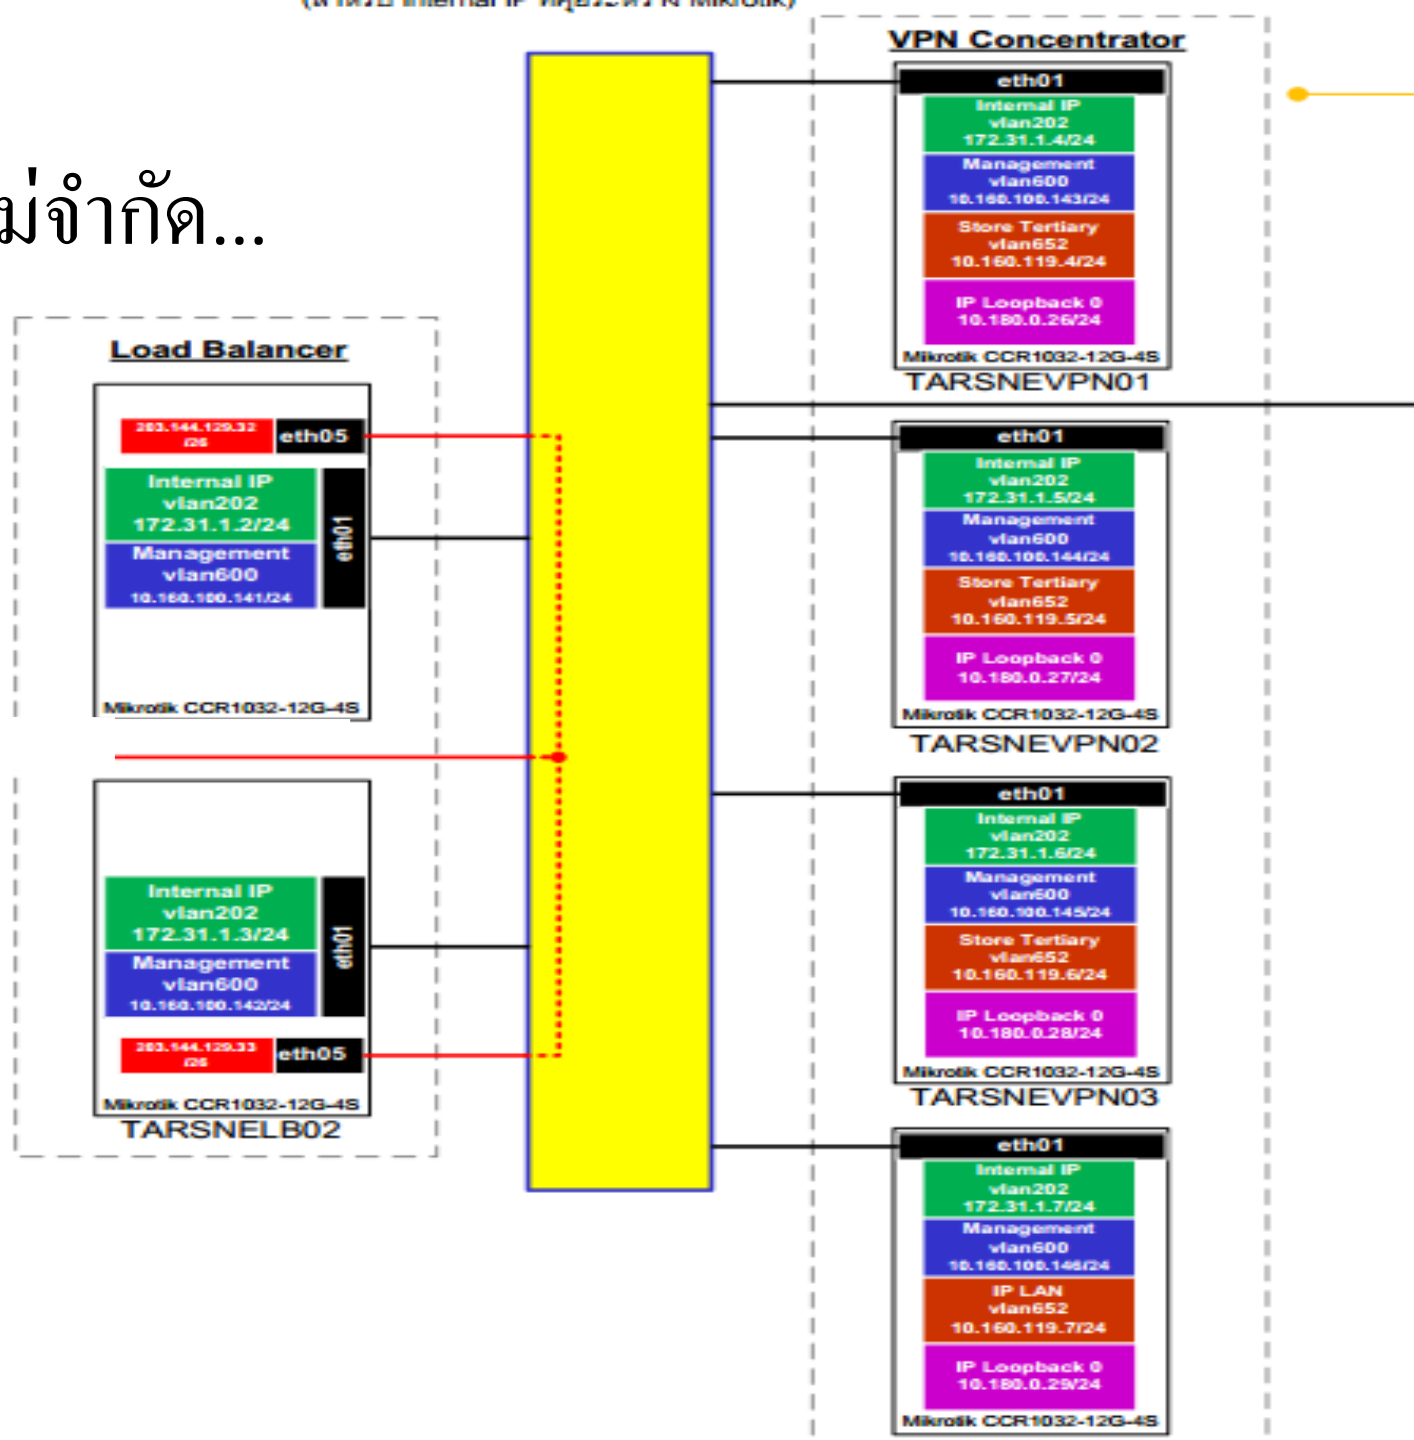 VPN Concentrator
eth01
Internal IP
vlan202
172.31.1.4/24
Management
vlan600
10.160.100.143/24
Store Tertiary
vlan652
10.160.119.4/24
IP Loopback 0
10.180.0.26/24
Mikrotik CCR1032-12G-4S
TARSNEVPN01
ม่จำกัด...
Load Balancer
203.144.129.32
/26
eth05
Internal IP
vlan202
172.31.1.2/24
eth01
Management
vlan600
10.160.100.141/24
Mikrotik CCR1032-12G-4S
eth01
Internal IP
vlan202
172.31.1.5/24
Management
vlan600
10.160.100.144/24
Store Tertiary
vlan652
10.160.119.5/24
IP Loopback 0
10.180.0.27/24
Mikrotik CCR1032-12G-4S
TARSNEVPN02
Internal IP
vlan202
172.31.1.3/24
eth01
Management
vlan600
10.160.100.142/24
203.144.129.33
/26
eth05
Mikrotik CCR1032-12G-4S
TARSNELB02
eth01
Internal IP
vlan202
172.31.1.6/24
Management
vlan600
10.160.100.145/24
Store Tertiary
vlan652
10.160.119.6/24
IP Loopback 0
10.180.0.28/24
Mikrotik CCR1032-12G-4S
TARSNEVPN03
eth01
Internal IP
vlan202
172.31.1.7/24
Management
vlan600
10.160.100.146/24
IP LAN
vlan652
10.160.119.7/24
IP Loopback 0
10.180.0.29/24
Mikrotik CCR1032-12G-4S